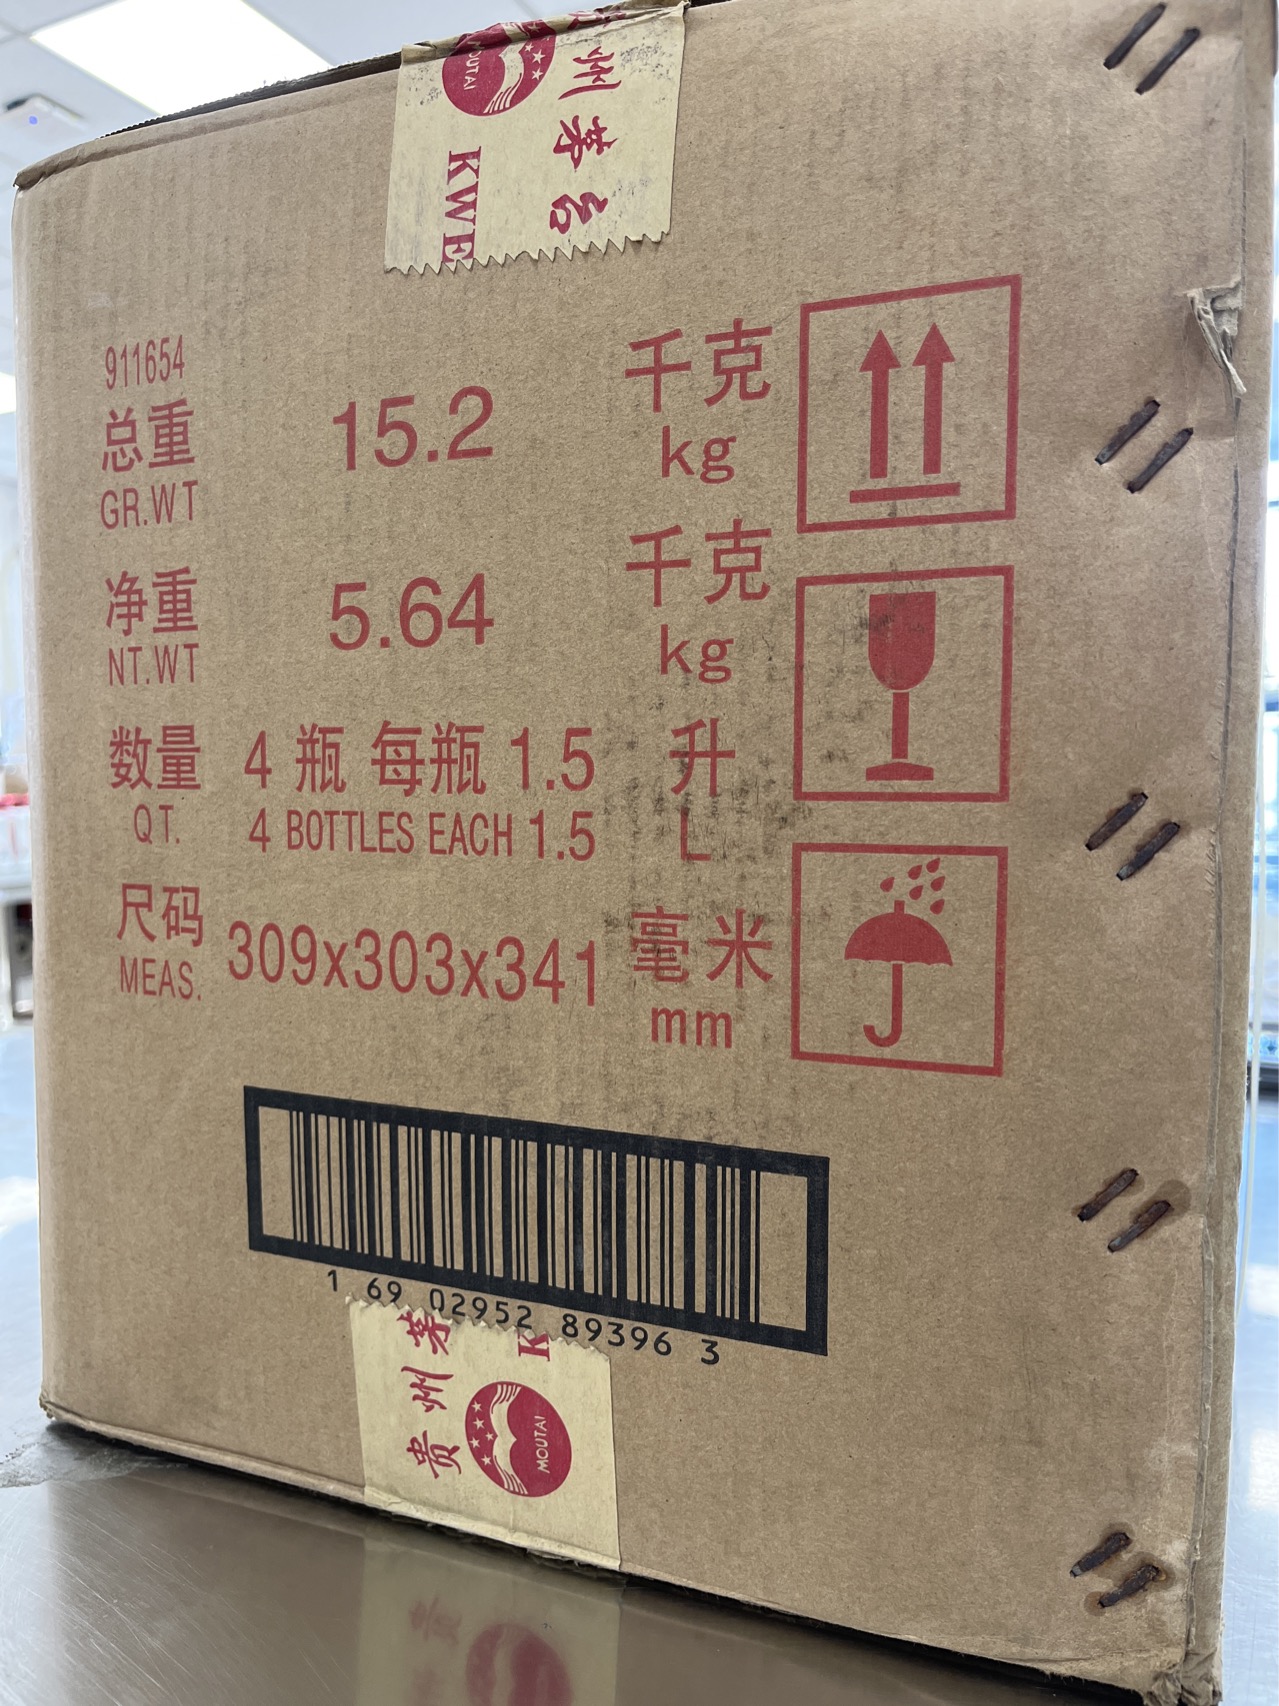 MOUTAI
州茅台
KWE
911654
总重 15.2 千克
GR.WT kg
净重 5.64 千克
NT.WT kg
数量 4 瓶 每瓶 1.5 升
QT. 4 BOTTLES EACH 1.5 L
尺码 309x303x341 毫米
MEAS. mm
1 69 02952 89396 3
贵州茅
K
MOUTAI